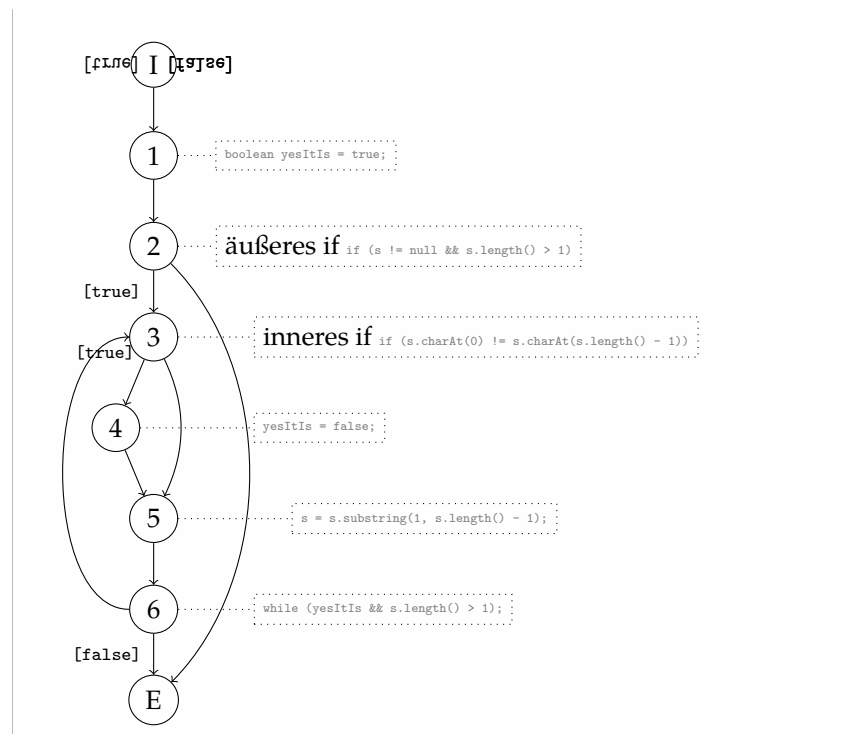 [true] I [false]
1 boolean yesItIs = true;
2 äußeres if if (s != null && s.length() > 1)
[true]
3 inneres if if (s.charAt(0) != s.charAt(s.length() - 1))
[true]
4 yesItIs = false;
5 s = s.substring(1, s.length() - 1);
6 while (yesItIs && s.length() > 1);
[false]
E